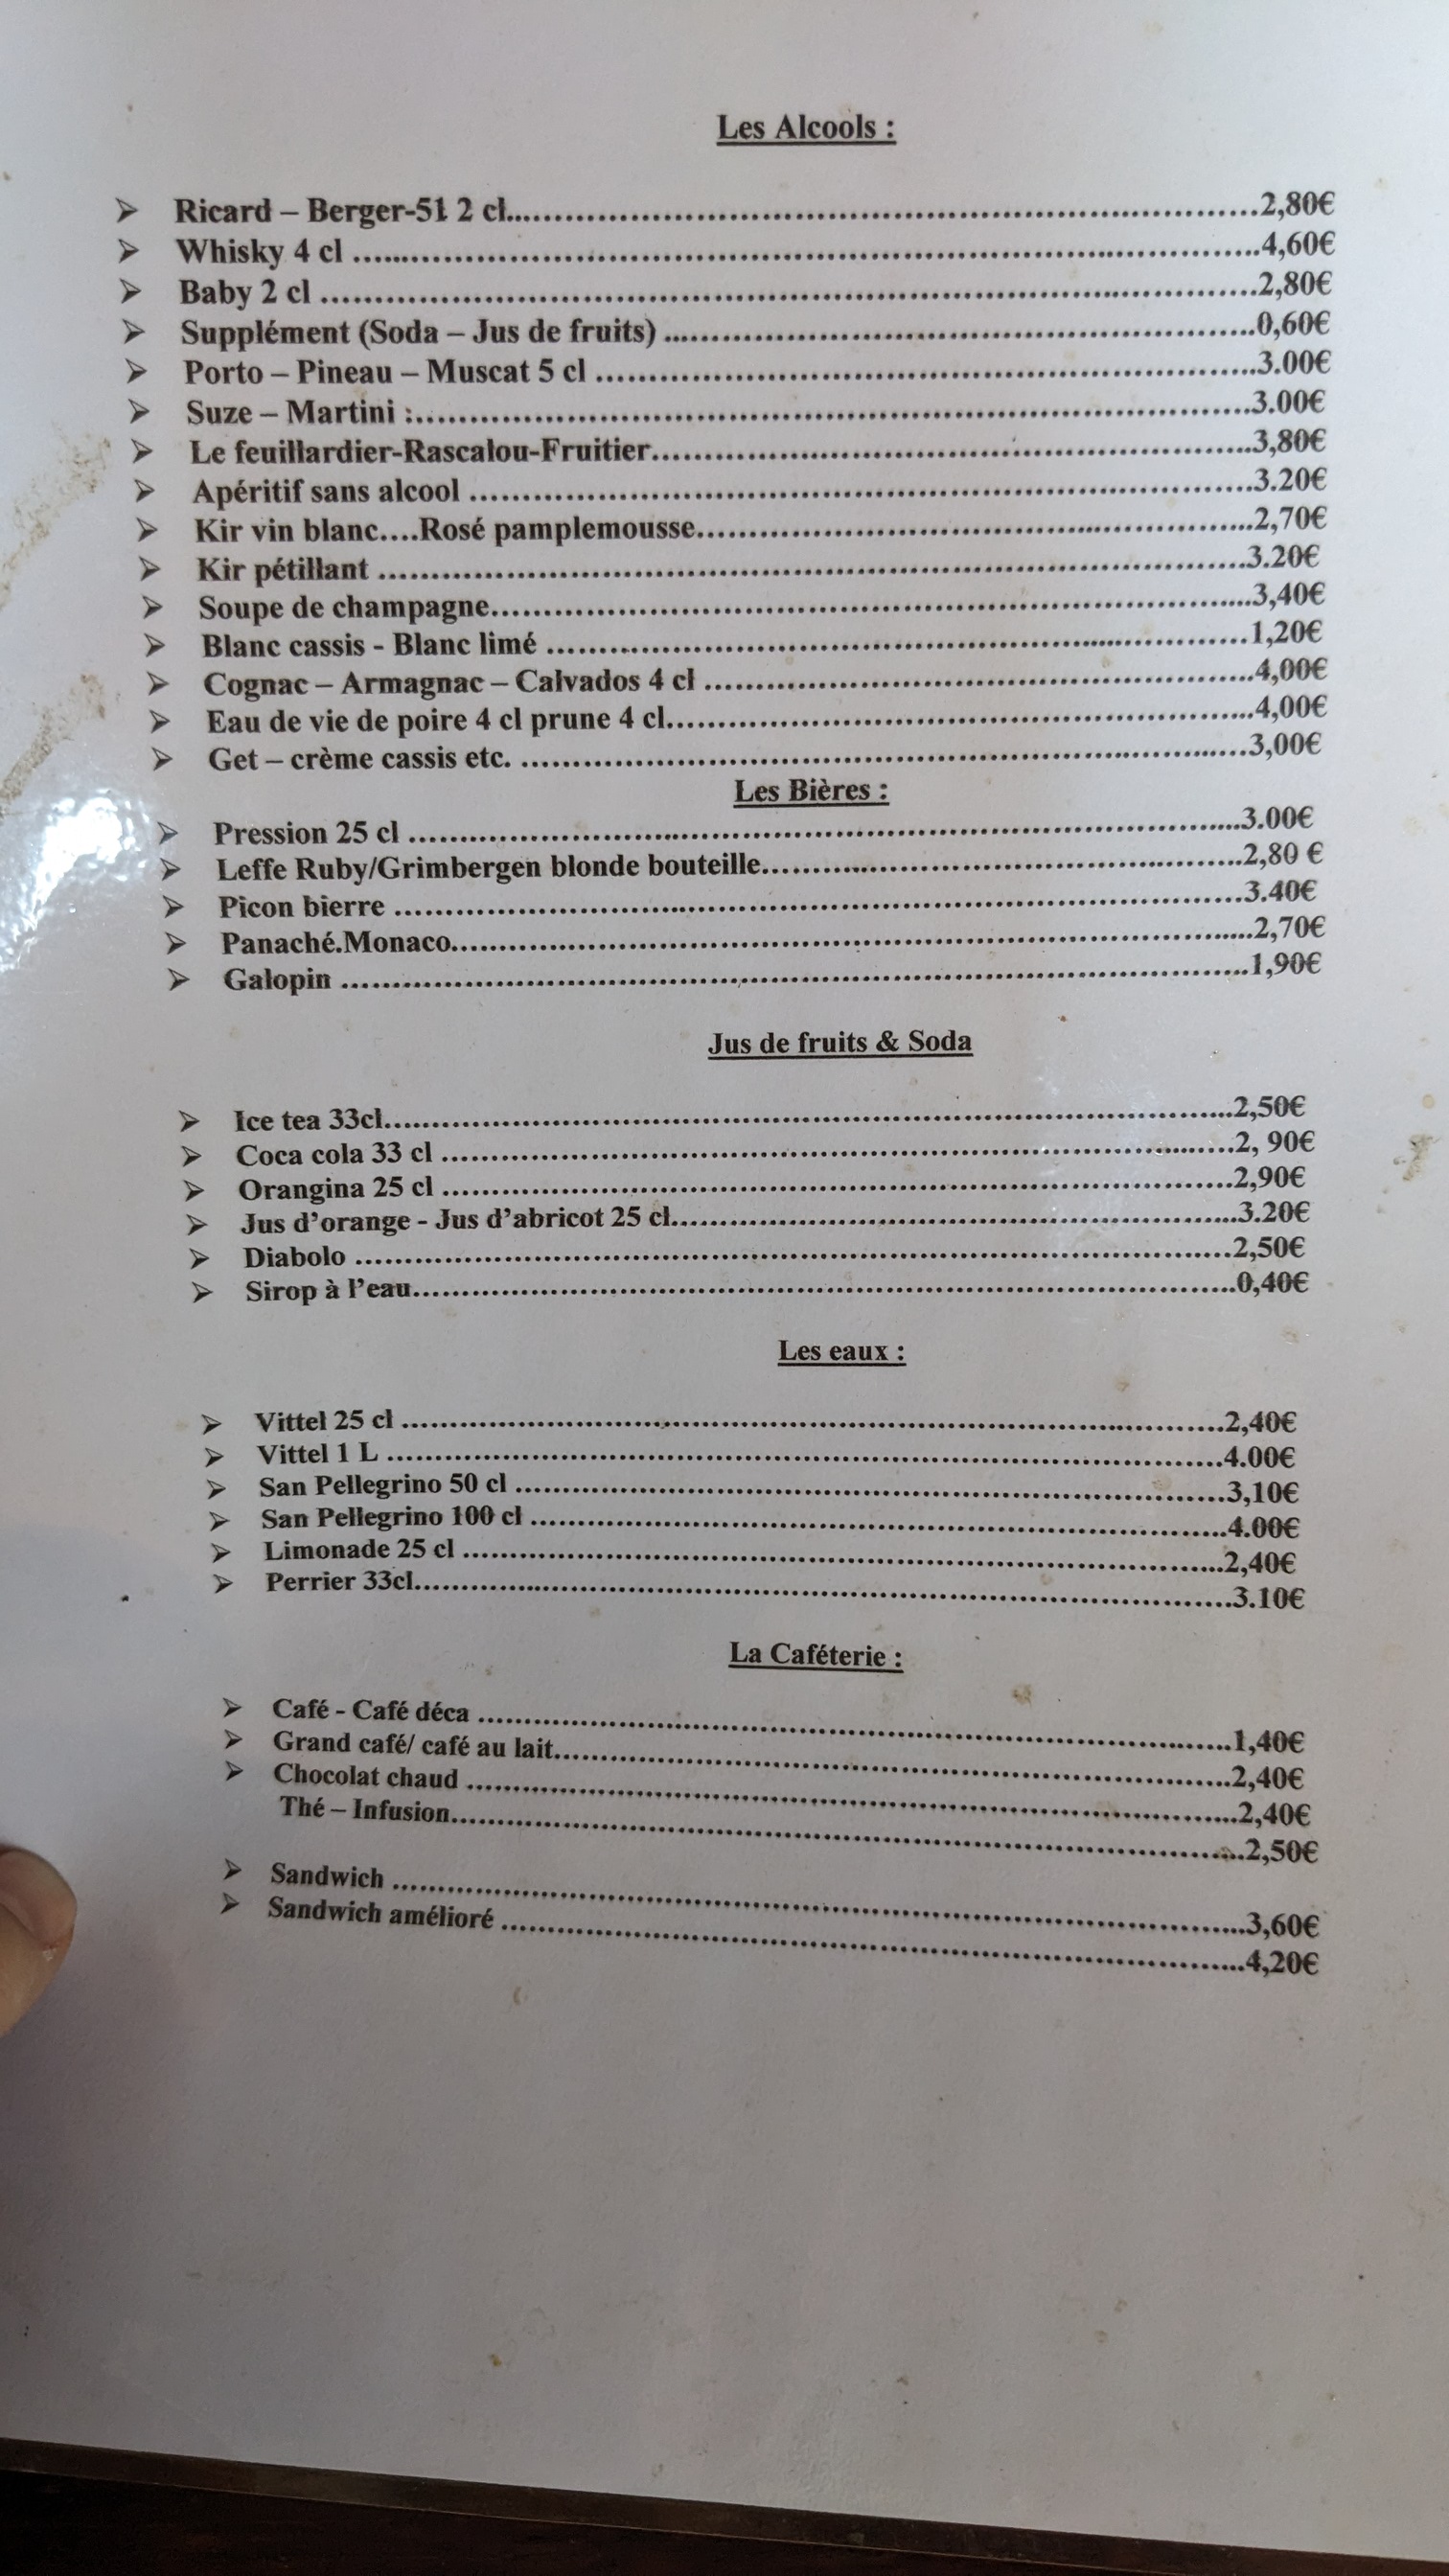 Les Alcools :
➢ Ricard – Berger-51 2 cl..........2,80€
➢ Whisky 4 cl ..........4,60€
➢ Baby 2 cl ..........2,80€
➢ Supplément (Soda – Jus de fruits) ..........0,60€
➢ Porto – Pineau – Muscat 5 cl ..........3.00€
➢ Suze – Martini :..........3.00€
➢ Le feuillardier-Rascalou-Fruitier..........3,80€
➢ Apéritif sans alcool ..........3.20€
➢ Kir vin blanc....Rosé pamplemousse..........2,70€
➢ Kir pétillant ..........3.20€
➢ Soupe de champagne..........3,40€
➢ Blanc cassis - Blanc limé ..........1,20€
➢ Cognac – Armagnac – Calvados 4 cl ..........4,00€
➢ Eau de vie de poire 4 cl prune 4 cl..........4,00€
➢ Get – crème cassis etc. ..........3,00€
Les Bières :
➢ Pression 25 cl ..........3.00€
➢ Leffe Ruby/Grimbergen blonde bouteille..........2,80 €
➢ Picon bierre ..........3.40€
➢ Panaché.Monaco..........2,70€
➢ Galopin ..........1,90€
Jus de fruits & Soda
➢ Ice tea 33cl..........2,50€
➢ Coca cola 33 cl ..........2, 90€
➢ Orangina 25 cl ..........2,90€
➢ Jus d’orange - Jus d’abricot 25 cl..........3.20€
➢ Diabolo ..........2,50€
➢ Sirop à l’eau..........0,40€
Les eaux :
➢ Vittel 25 cl ..........2,40€
➢ Vittel 1 L ..........4.00€
➢ San Pellegrino 50 cl ..........3,10€
➢ San Pellegrino 100 cl ..........4.00€
➢ Limonade 25 cl ..........2,40€
➢ Perrier 33cl..........3.10€
La Caféterie :
➢ Café - Café déca ..........1,40€
➢ Grand café/ café au lait..........2,40€
➢ Chocolat chaud ..........2,40€
Thé – Infusion..........2,50€
➢ Sandwich ..........3,60€
➢ Sandwich amélioré ..........4,20€